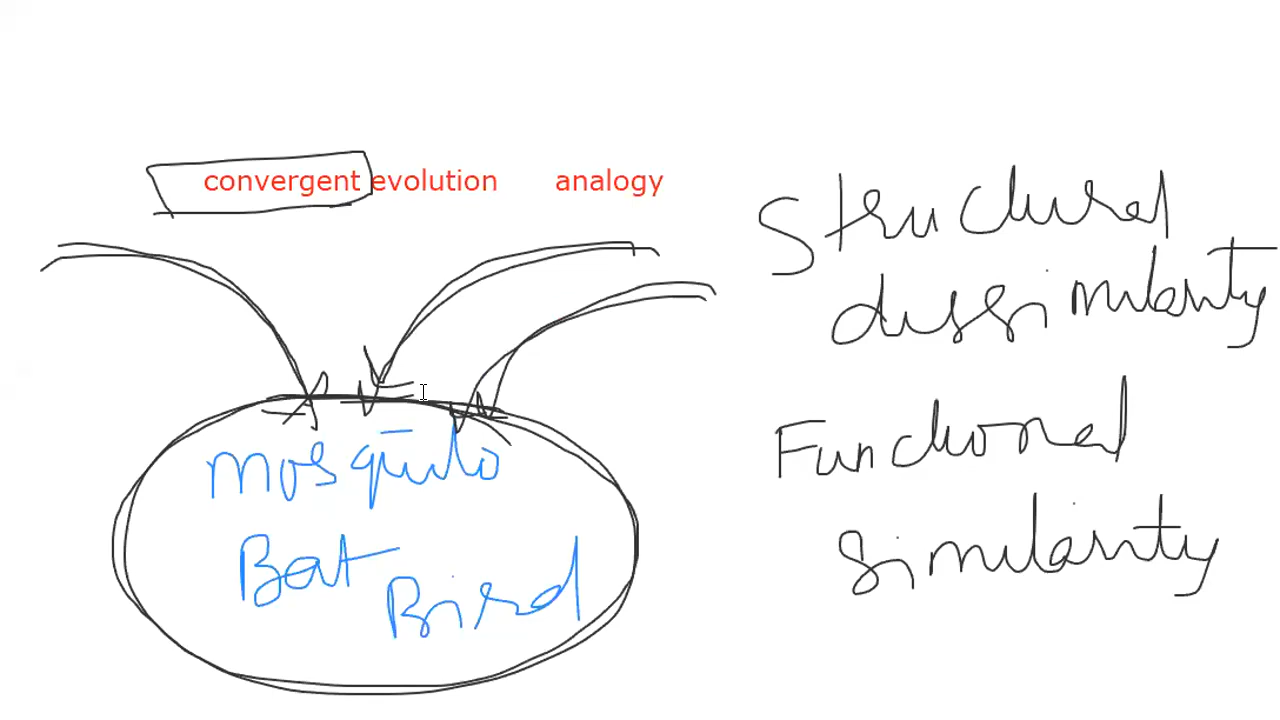 convergent evolution analogy
Structural
dissimilarity
Functional
similarity
Mosquito
Bat
Bird